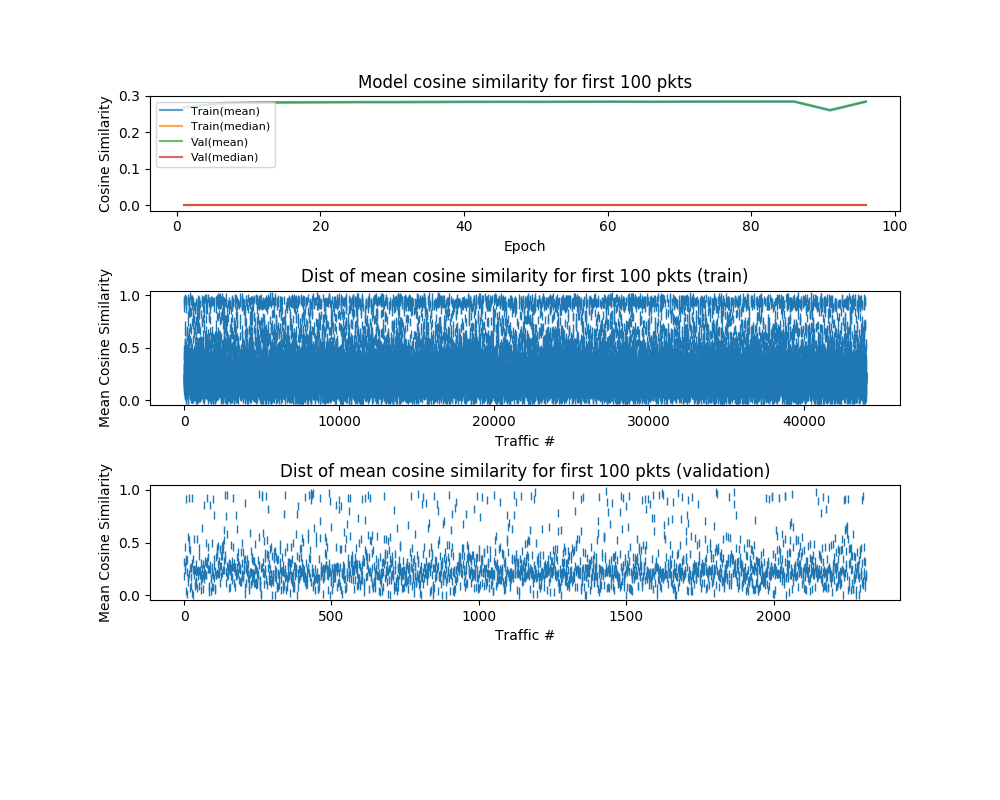 Model cosine similarity for first 100 pkts
Cosine Similarity
0.3
0.2
0.1
0.0
Train(mean)
Train(median)
Val(mean)
Val(median)
0 20 40 60 80 100
Epoch
Dist of mean cosine similarity for first 100 pkts (train)
Mean Cosine Similarity
1.0
0.5
0.0
0 10000 20000 30000 40000
Traffic #
Dist of mean cosine similarity for first 100 pkts (validation)
Mean Cosine Similarity
1.0
0.5
0.0
0 500 1000 1500 2000
Traffic #